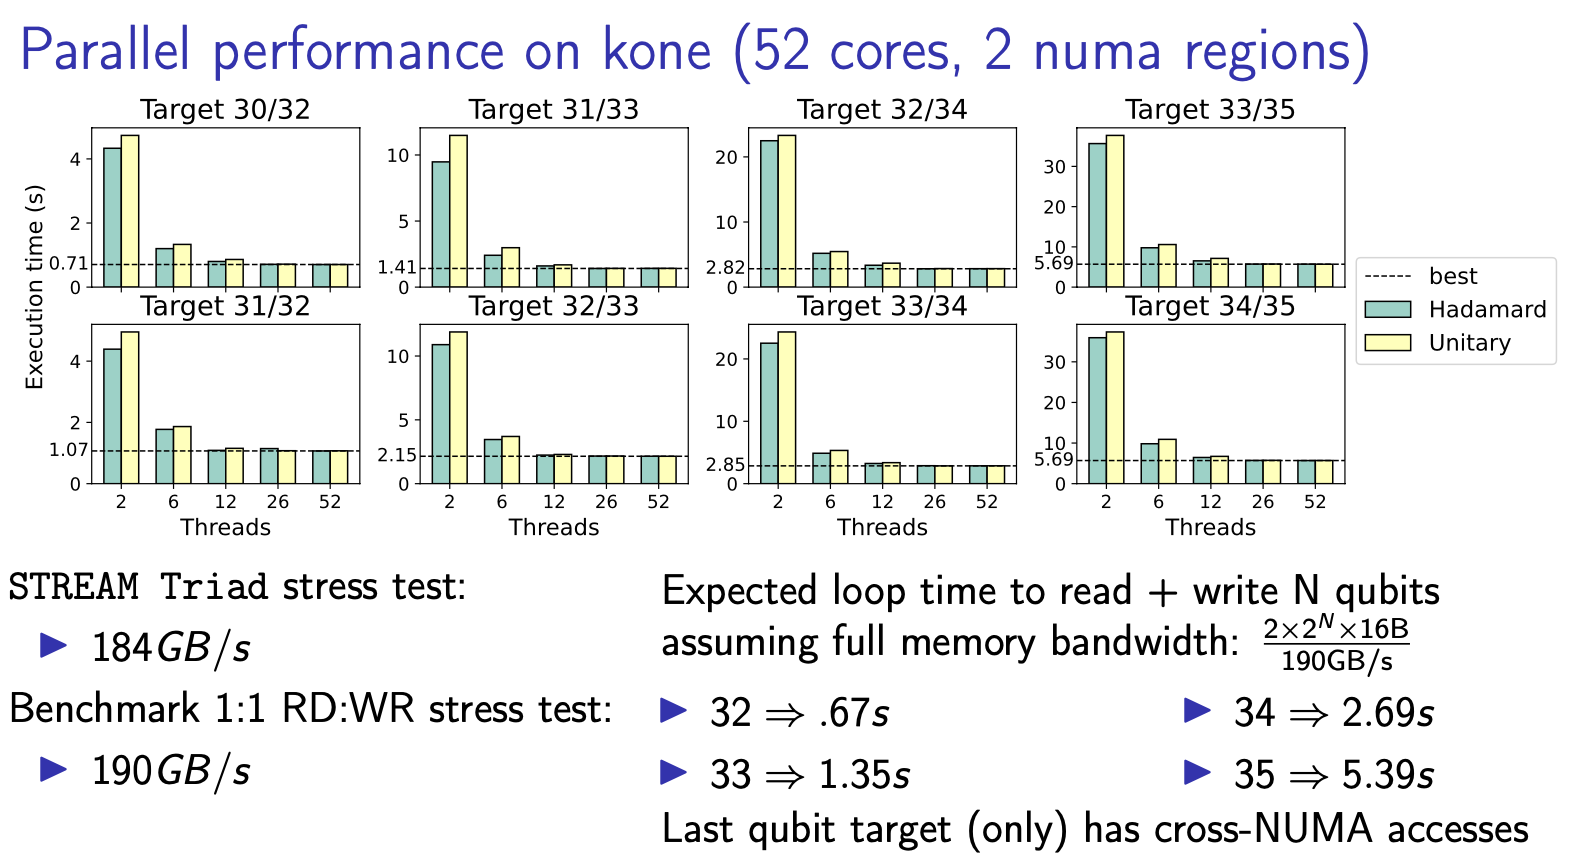 Parallel performance on kone (52 cores, 2 numa regions)
Target 30/32
Target 31/33
Target 32/34
Target 33/35
Execution time (s)
4
2
0.71
0
10
5
1.41
0
20
10
2.82
0
30
20
10
5.69
0
best
Hadamard
Unitary
Target 31/32
Target 32/33
Target 33/34
Target 34/35
4
2
1.07
0
10
5
2.15
0
20
10
2.85
0
30
20
10
5.69
0
2 6 12 26 52
2 6 12 26 52
2 6 12 26 52
2 6 12 26 52
Threads
Threads
Threads
Threads
STREAM Triad stress test:
▶ 184GB/s
Benchmark 1:1 RD:WR stress test:
▶ 190GB/s
Expected loop time to read + write N qubits
assuming full memory bandwidth: 2×2^N×16B / 190GB/s
▶ 32 ⇒ .67s
▶ 33 ⇒ 1.35s
▶ 34 ⇒ 2.69s
▶ 35 ⇒ 5.39s
Last qubit target (only) has cross-NUMA accesses